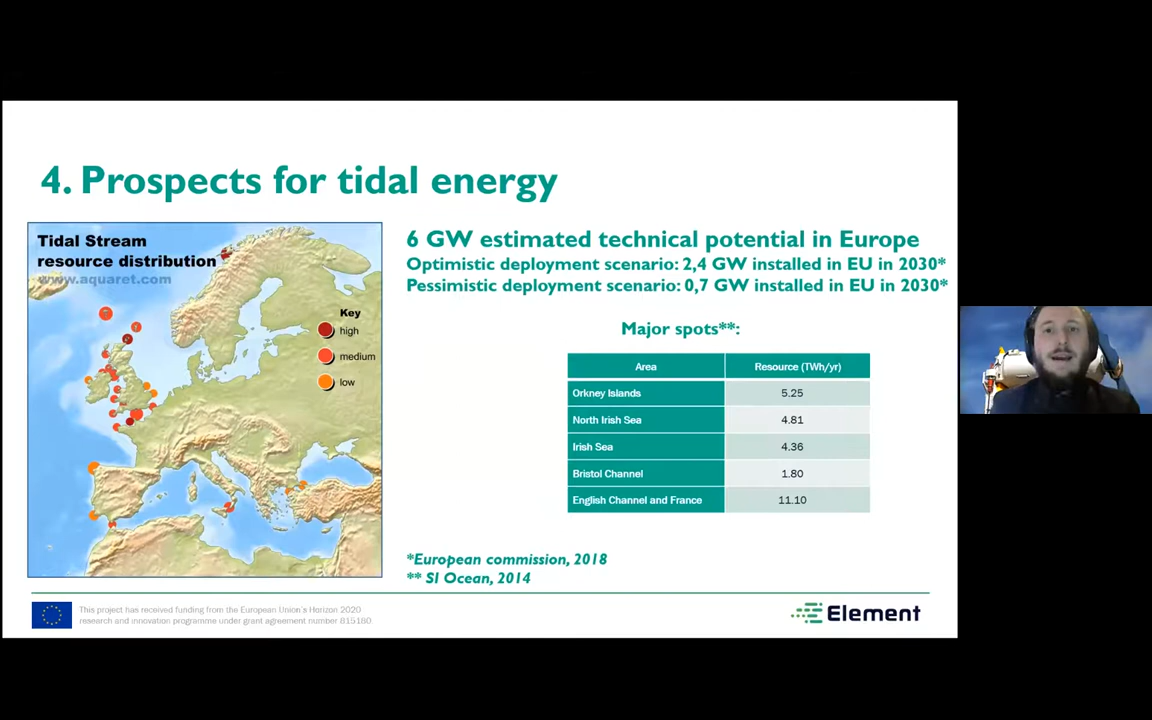 4. Prospects for tidal energy
Tidal Stream
resource distribution
www.aquaret.com
Key
high
medium
low
6 GW estimated technical potential in Europe
Optimistic deployment scenario: 2,4 GW installed in EU in 2030*
Pessimistic deployment scenario: 0,7 GW installed in EU in 2030*
Major spots**:
Area Resource (TWh/yr)
Orkney Islands 5.25
North Irish Sea 4.81
Irish Sea 4.36
Bristol Channel 1.80
English Channel and France 11.10
*European commission, 2018
** SI Ocean, 2014
This project has received funding from the European Union's Horizon 2020
research and innovation programme under grant agreement number 815180.
Element